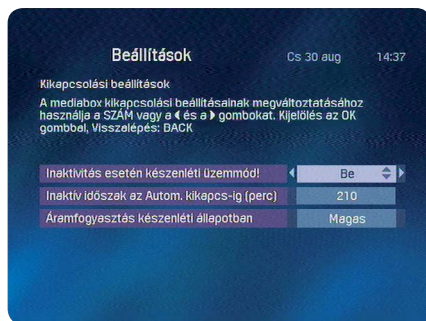 Beállítások
Cs 30 aug 14:37
Kikapcsolási beállítások
A mediabox kikapcsolási beállításainak megváltoztatásához
használja a SZÁM vagy a ◀ és a ▶ gombokat. Kijelölés az OK
gombbal, Visszalépés: BACK
Inaktivitás esetén készenléti üzemmód! Be
Inaktív időszak az Autom. kikapcs-ig (perc) 210
Áramfogyasztás készenléti állapotban Magas